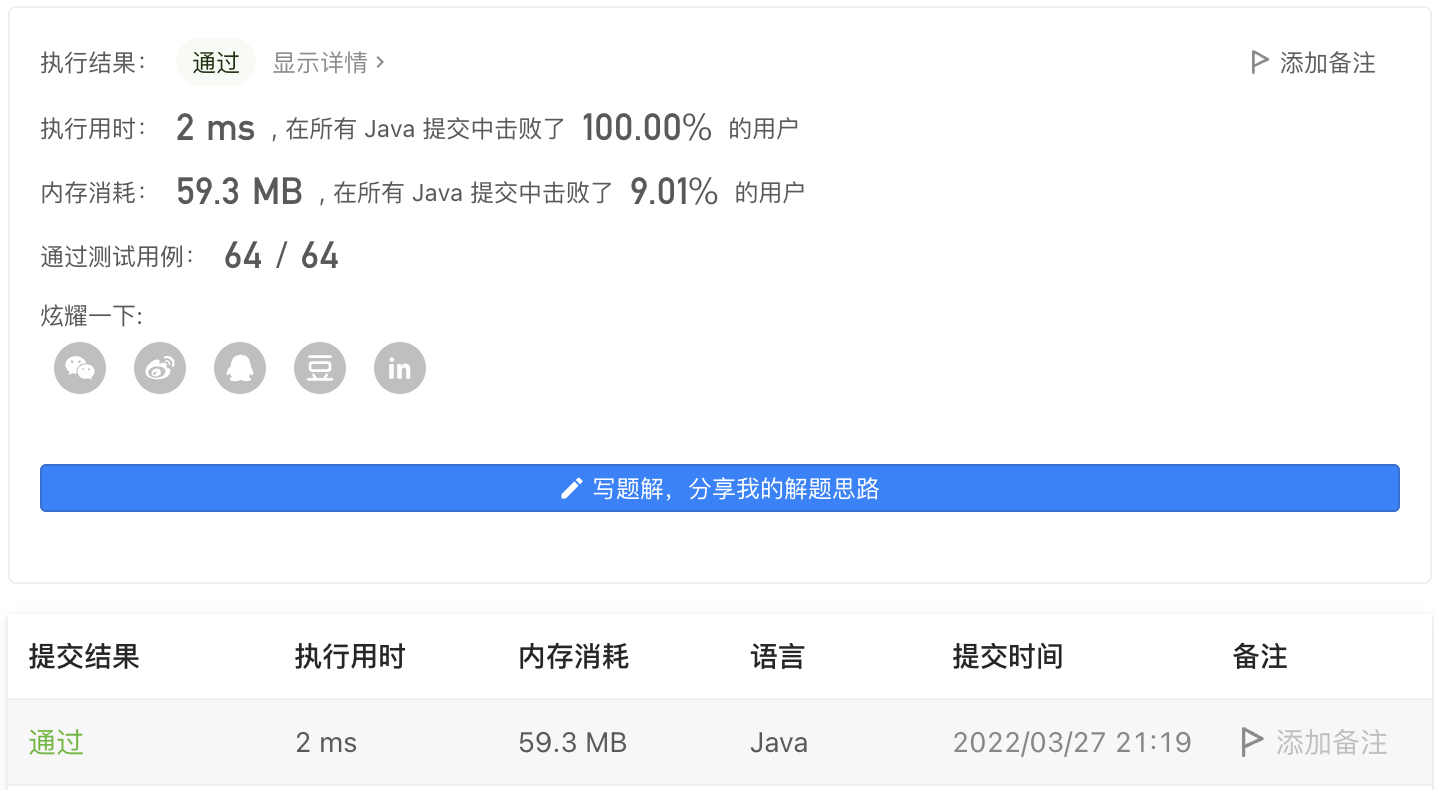 执行结果： 通过 显示详情 › 添加备注
执行用时： 2 ms , 在所有 Java 提交中击败了 100.00% 的用户
内存消耗： 59.3 MB , 在所有 Java 提交中击败了 9.01% 的用户
通过测试用例： 64 / 64
炫耀一下:
豆 in
写题解，分享我的解题思路
提交结果 执行用时 内存消耗 语言 提交时间 备注
通过 2 ms 59.3 MB Java 2022/03/27 21:19 添加备注